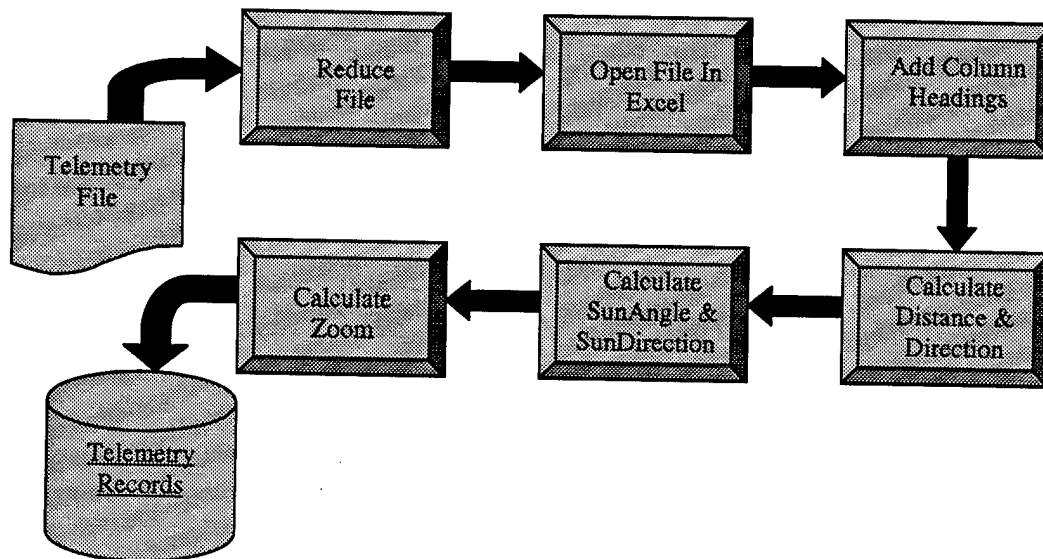 Telemetry
File
Reduce
File
Open File In
Excel
Add Column
Headings
Calculate
Distance &
Direction
Calculate
SunAngle &
SunDirection
Calculate
Zoom
Telemetry
Records